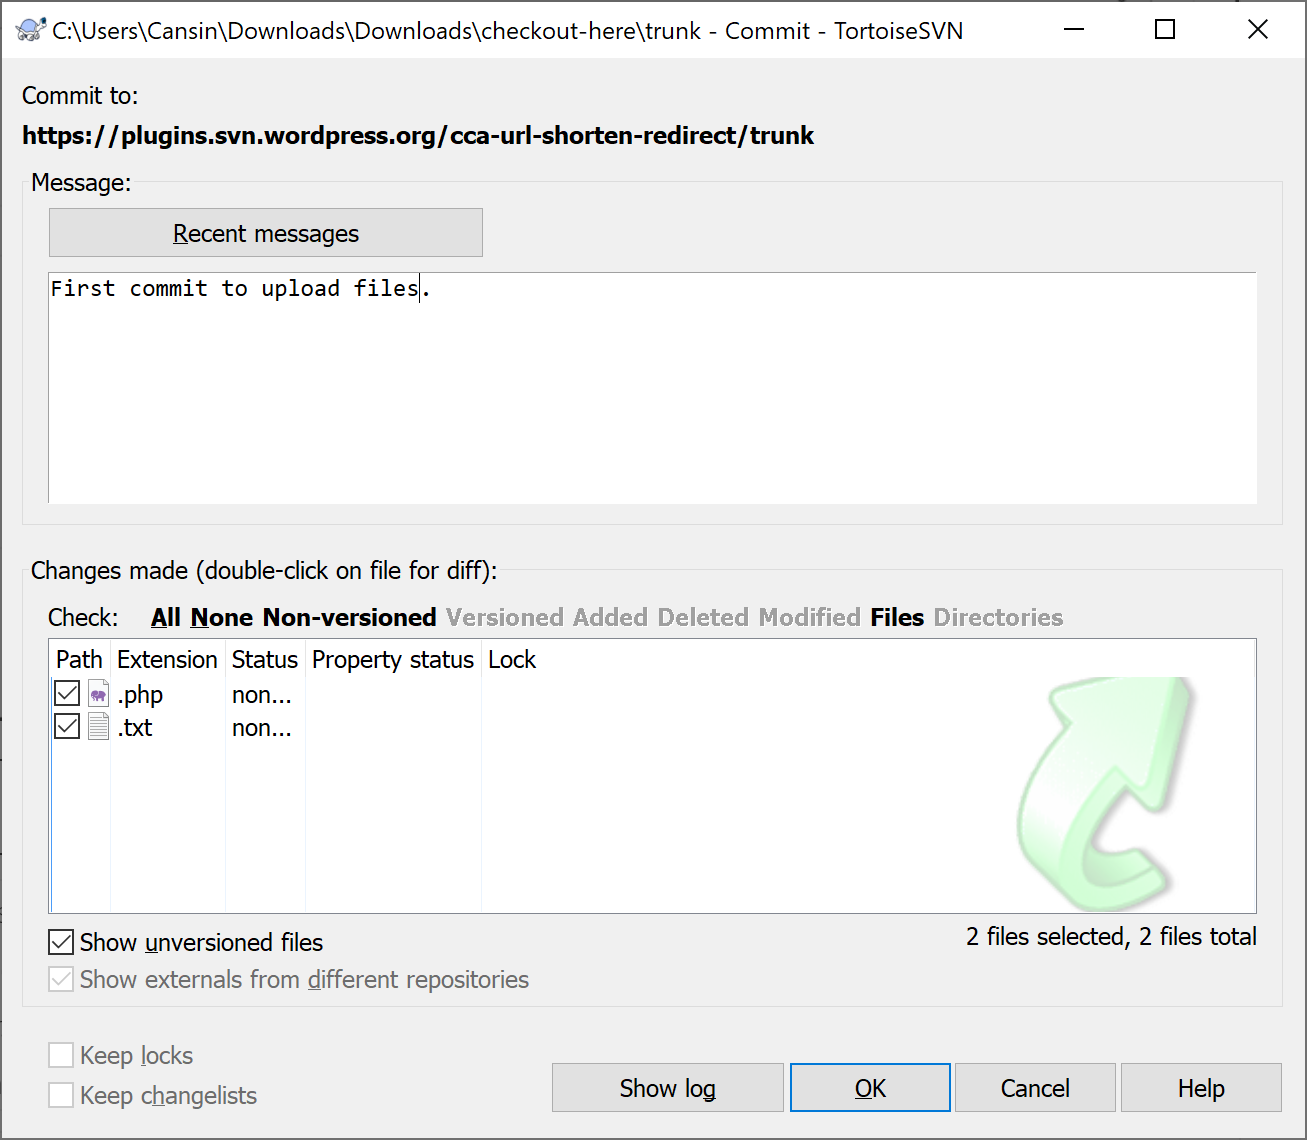 C:\Users\Cansin\Downloads\Downloads\checkout-here\trunk - Commit - TortoiseSVN
Commit to:
https://plugins.svn.wordpress.org/cca-url-shorten-redirect/trunk
Message:
Recent messages
First commit to upload files.
Changes made (double-click on file for diff):
Check: All None Non-versioned Versioned Added Deleted Modified Files Directories
Path Extension Status Property status Lock
.php non...
.txt non...
Show unversioned files
2 files selected, 2 files total
Show externals from different repositories
Keep locks
Keep changelists
Show log OK Cancel Help